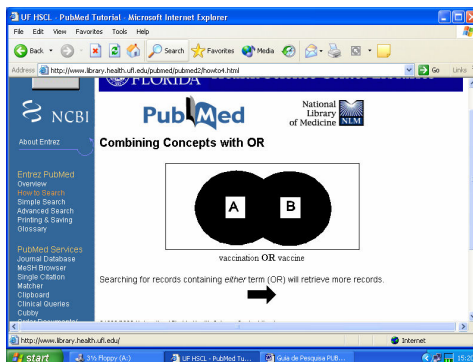 UF HSCL - PubMed Tutorial - Microsoft Internet Explorer
File Edit View Favorites Tools Help
Back Search Favorites Media
Address http://www.library.health.ufl.edu/pubmed/pubmed2/howto4.html Go Links
FLORIDA
NCBI
PubMed
National
Library
of Medicine NLM
About Entrez
Combining Concepts with OR
Entrez PubMed
Overview
How to Search
Simple Search
Advanced Search
Printing & Saving
Glossary
A B
vaccination OR vaccine
PubMed Services
Journal Database
MeSH Browser
Single Citation
Matcher
Clipboard
Clinical Queries
Cubby
Searching for records containing either term (OR) will retrieve more records.
http://www.library.health.ufl.edu/ Internet
start 3½ Floppy (A:) UF HSCL - PubMed Tu... Guia de Pesquisa PUB...